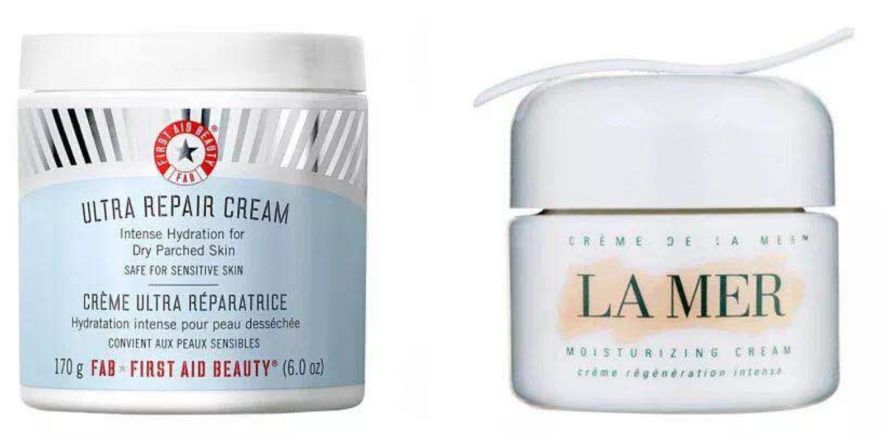 FIRST AID BEAUTY®
FAB
ULTRA REPAIR CREAM
Intense Hydration for
Dry Parched Skin
SAFE FOR SENSITIVE SKIN
CRÈME ULTRA RÉPARATRICE
Hydratation intense pour peau desséchée
CONVIENT AUX PEAUX SENSIBLES
170 g FAB FIRST AID BEAUTY® (6.0 oz)
CRÈME DE LA MER™
LA MER
MOISTURIZING CREAM
crème régénération intense